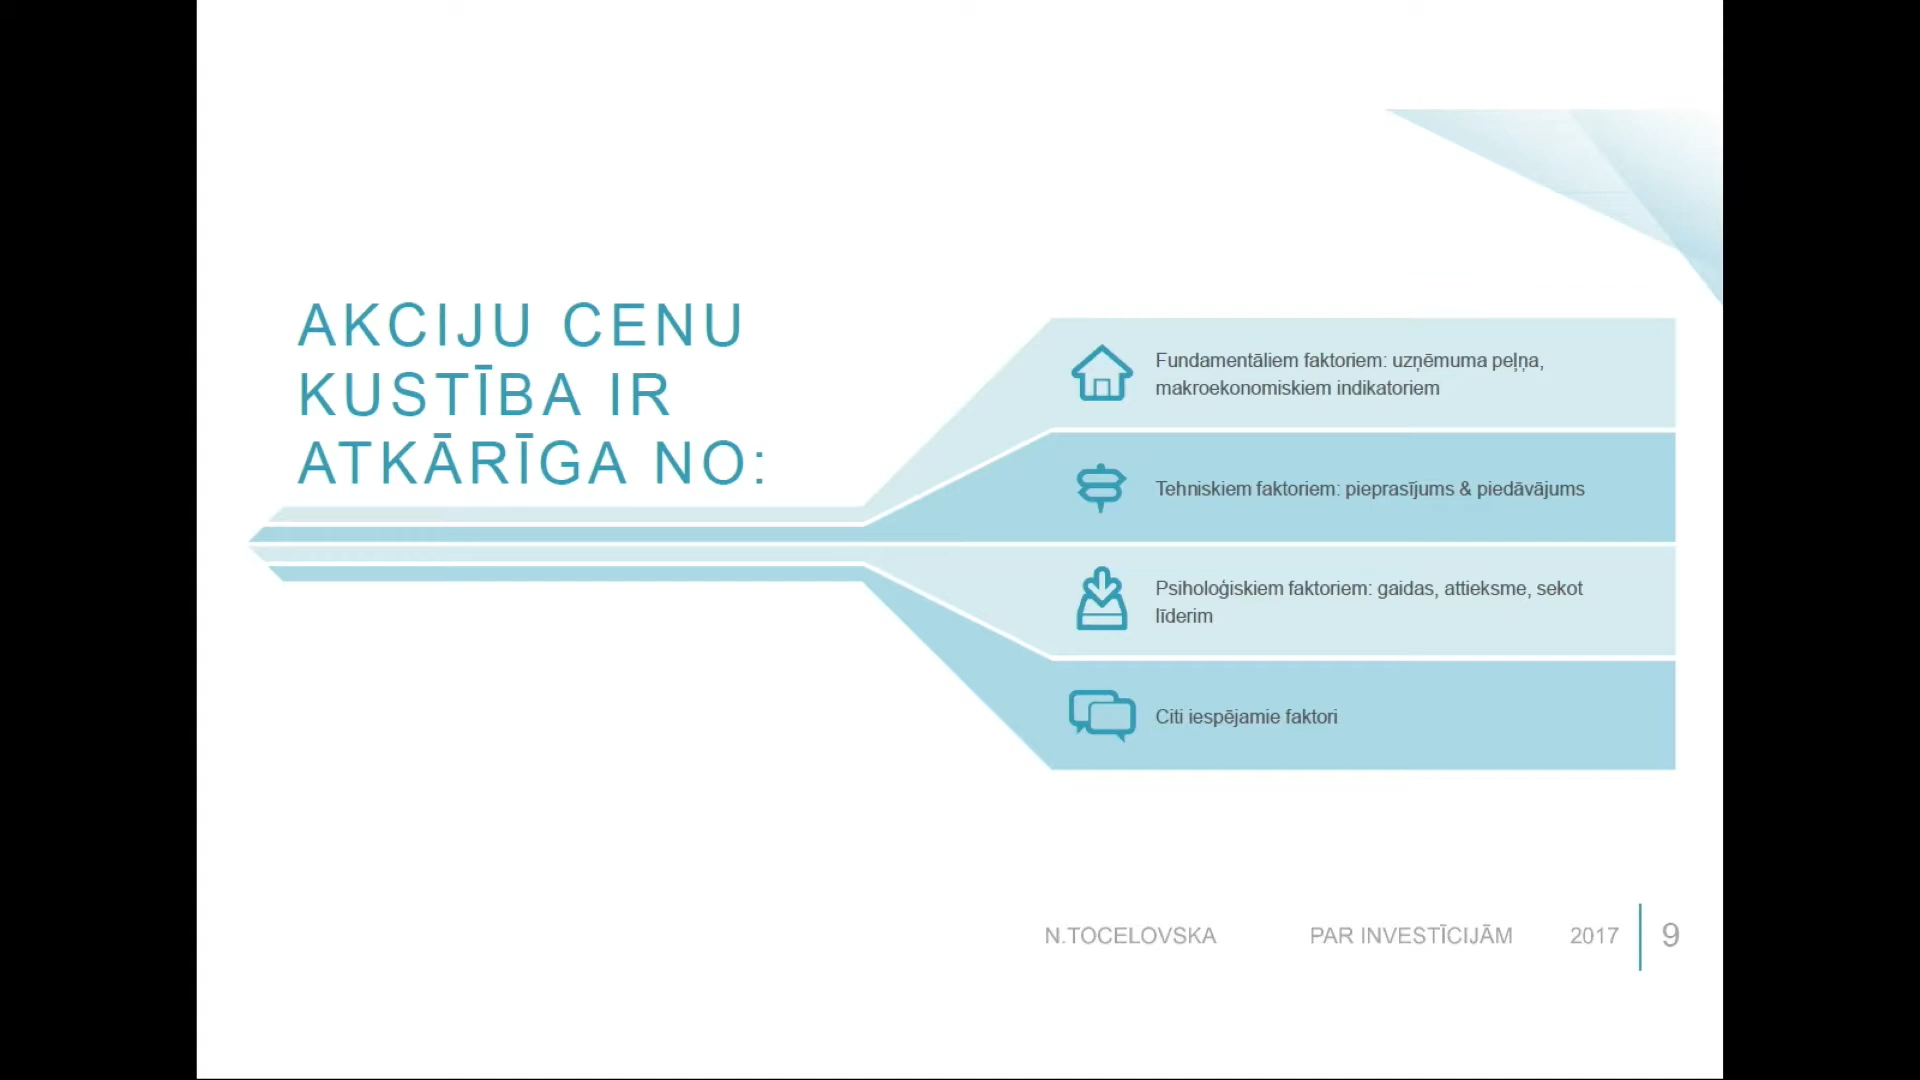 AKCIJU CENU
KUSTĪBA IR
ATKĀRĪGA NO:
Fundamentāliem faktoriem: uzņēmuma peļņa,
makroekonomiskiem indikatoriem
Tehniskiem faktoriem: pieprasījums & piedāvājums
Psiholoģiskiem faktoriem: gaidas, attieksme, sekot
līderim
Citi iespējamie faktori
N.TOCELOVSKA PAR INVESTĪCIJĀM 2017 9